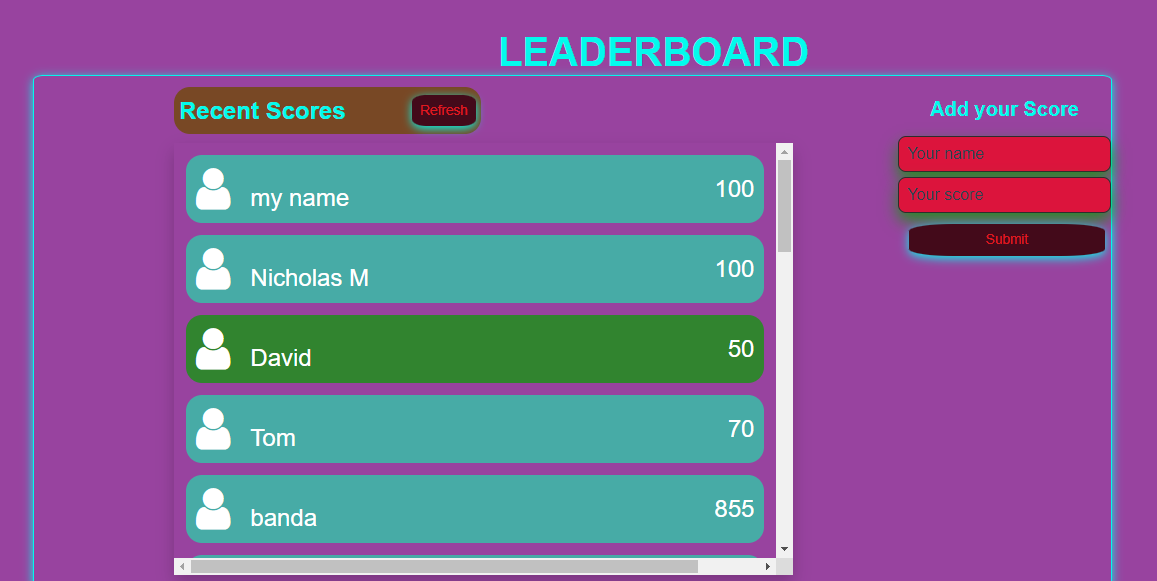 LEADERBOARD
Recent Scores
Refresh
my name 100
Nicholas M 100
David 50
Tom 70
banda 855
Add your Score
Your name
Your score
Submit